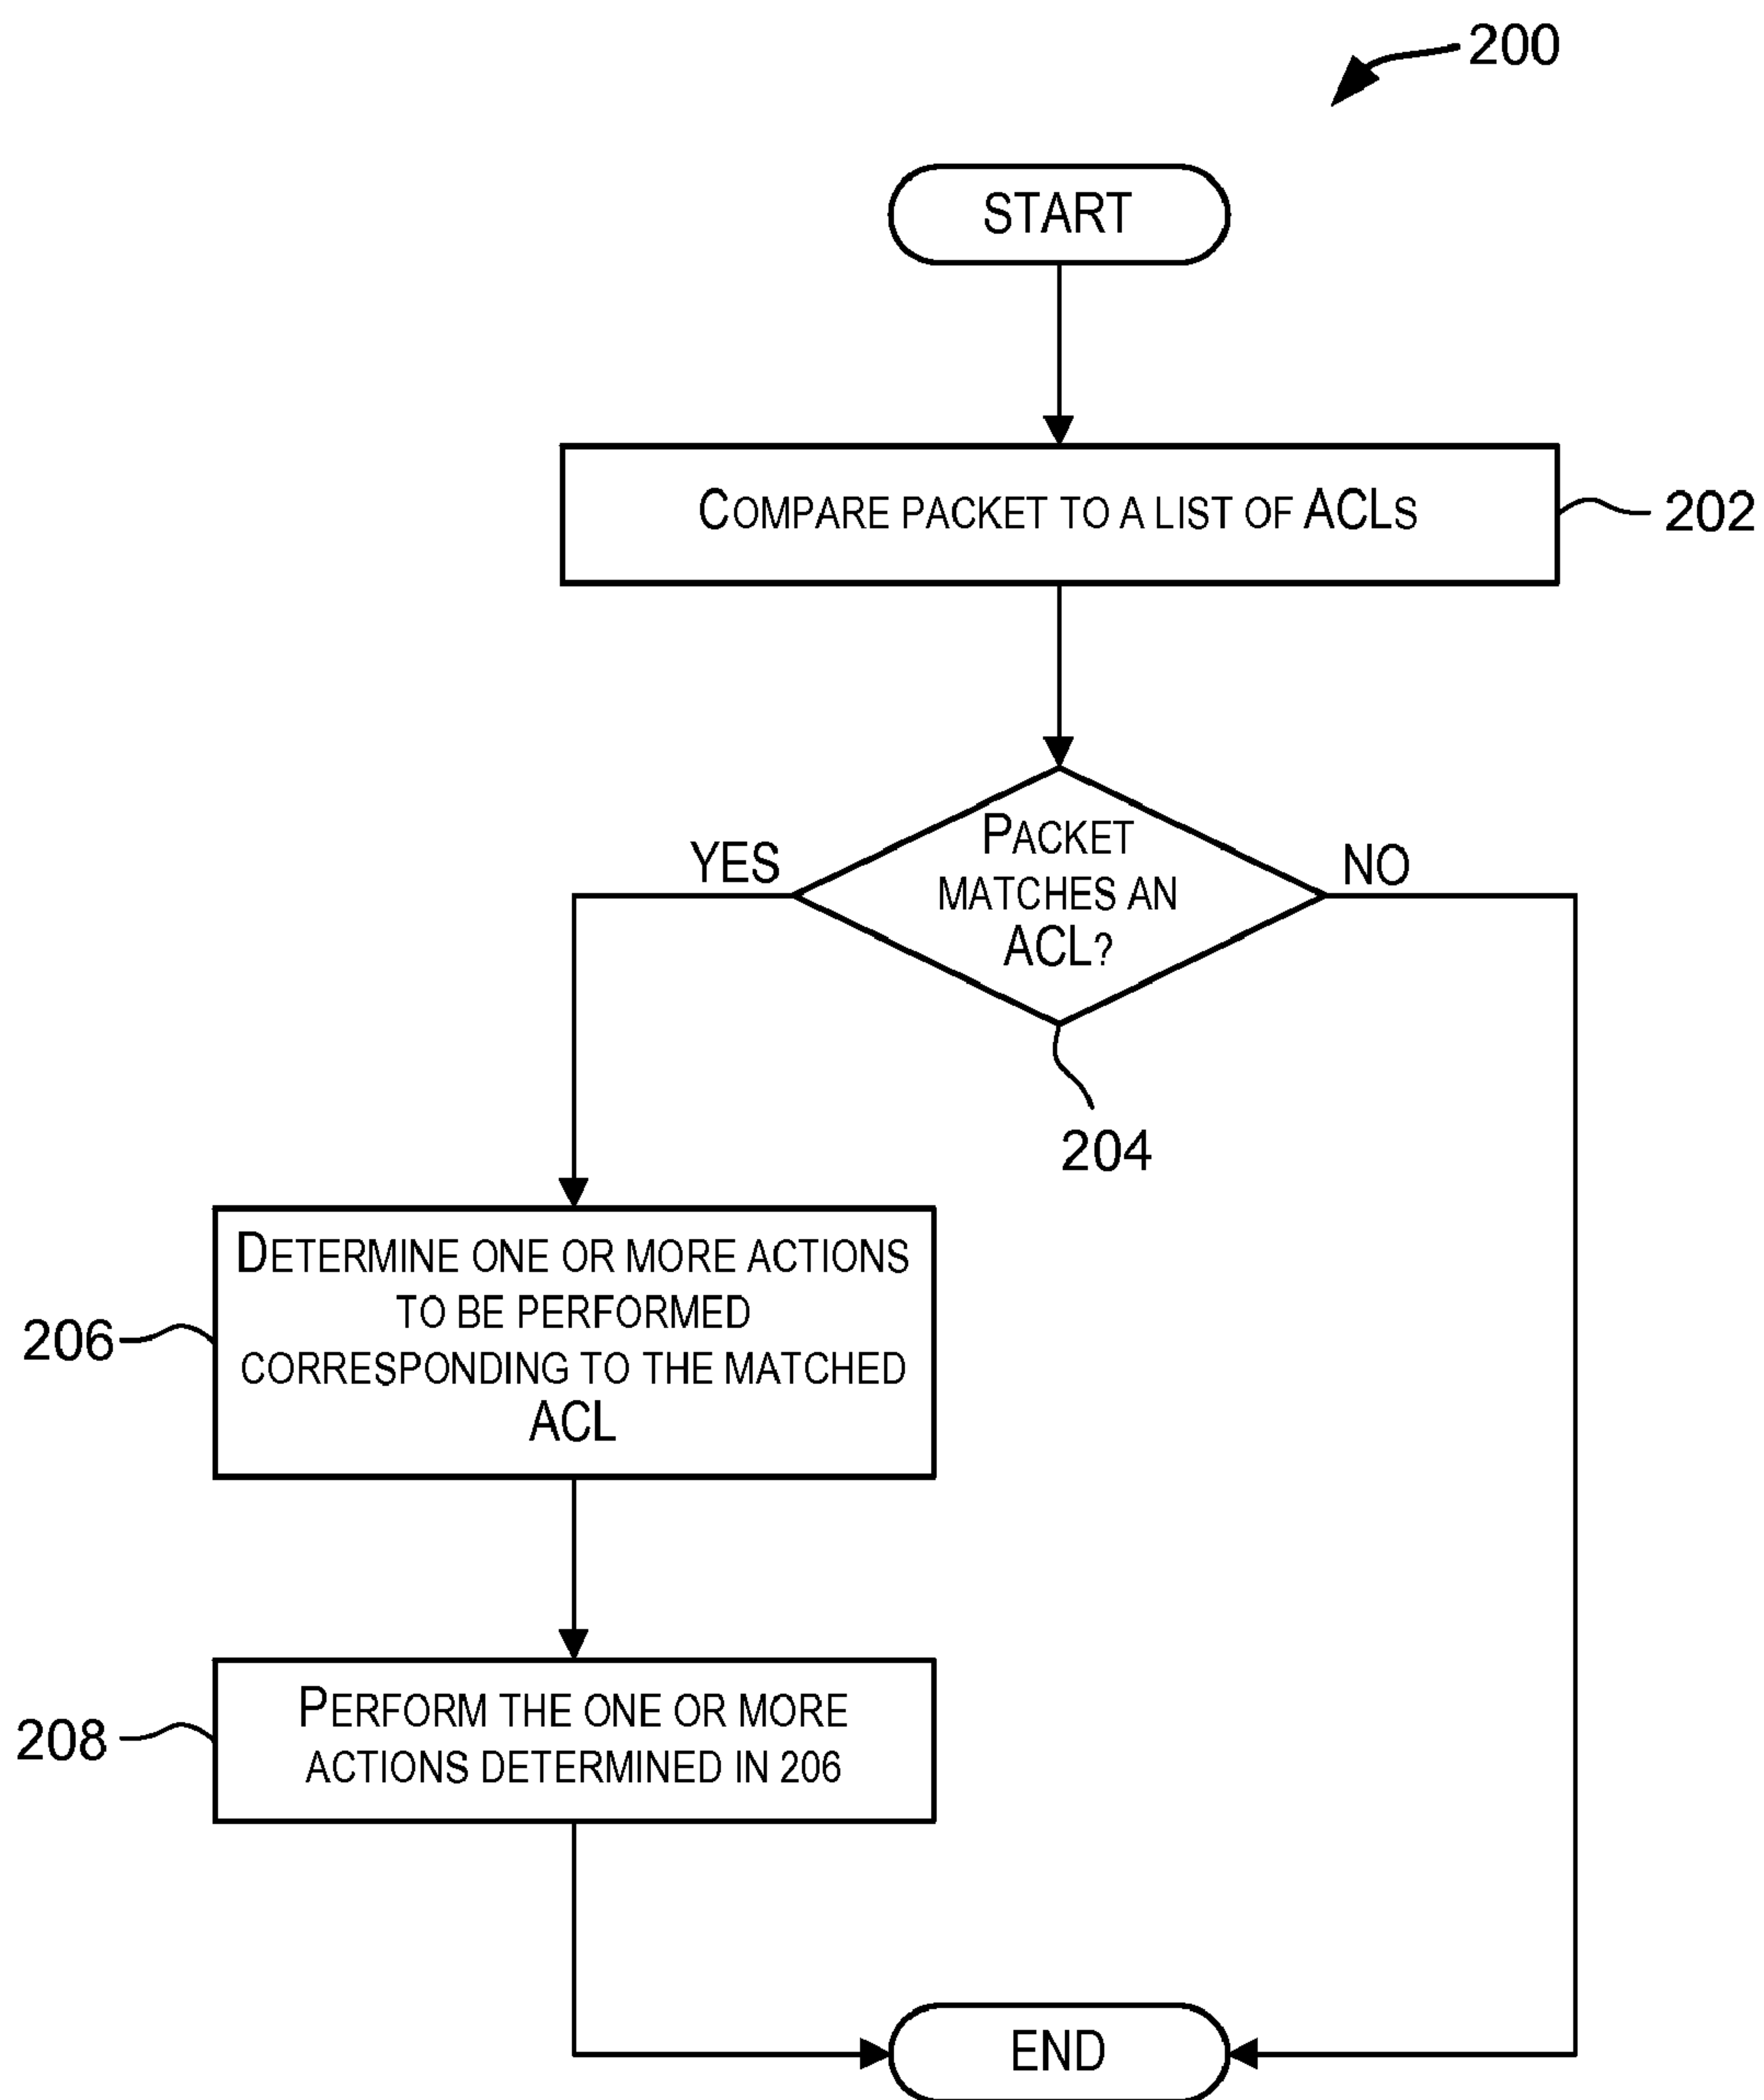 200
START
COMPARE PACKET TO A LIST OF ACLS
202
PACKET
MATCHES AN
ACL?
YES
NO
204
DETERMINE ONE OR MORE ACTIONS
TO BE PERFORMED
CORRESPONDING TO THE MATCHED
ACL
206
PERFORM THE ONE OR MORE
ACTIONS DETERMINED IN 206
208
END